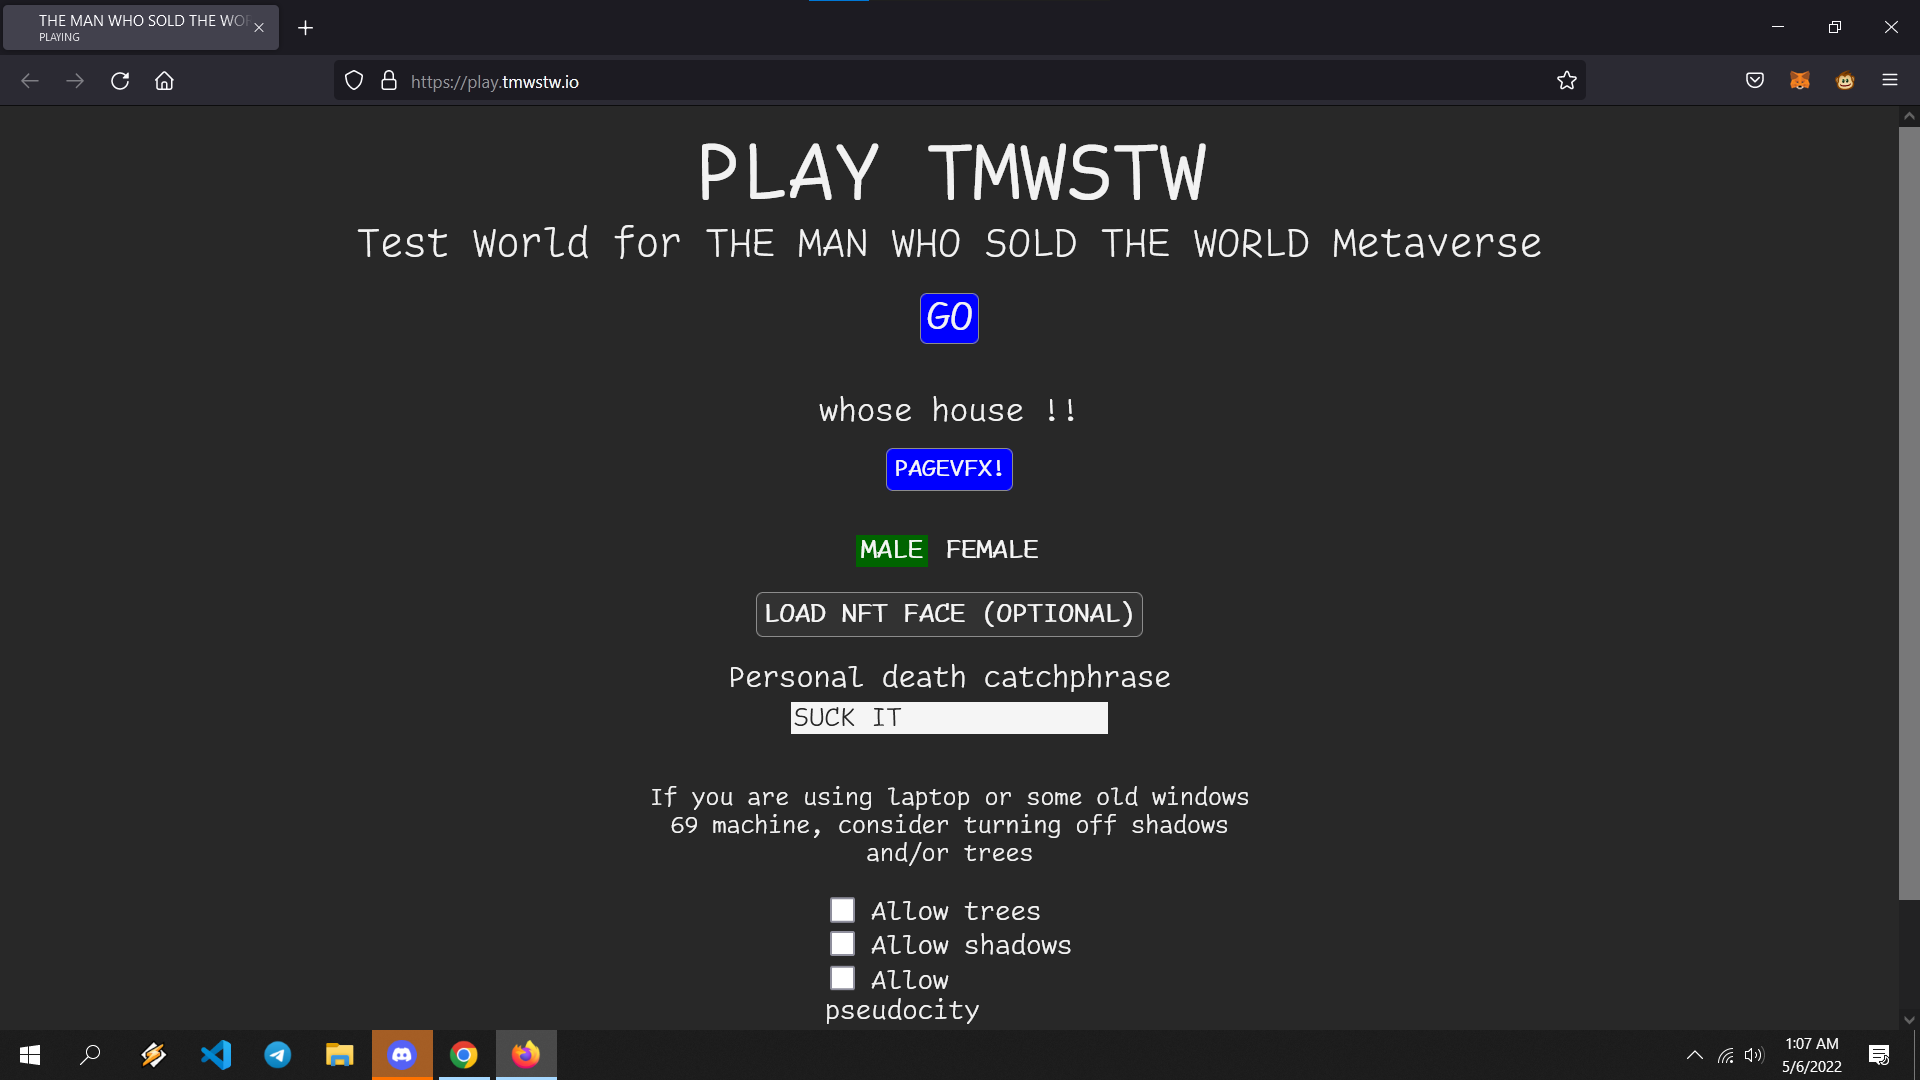 THE MAN WHO SOLD THE WOR
PLAYING
https://play.tmwstw.io
PLAY TMWSTW
Test World for THE MAN WHO SOLD THE WORLD Metaverse
GO
whose house !!
PAGEVFX!
MALE FEMALE
LOAD NFT FACE (OPTIONAL)
Personal death catchphrase
SUCK IT
If you are using laptop or some old windows
69 machine, consider turning off shadows
and/or trees
Allow trees
Allow shadows
Allow
pseudocity
1:07 AM
5/6/2022